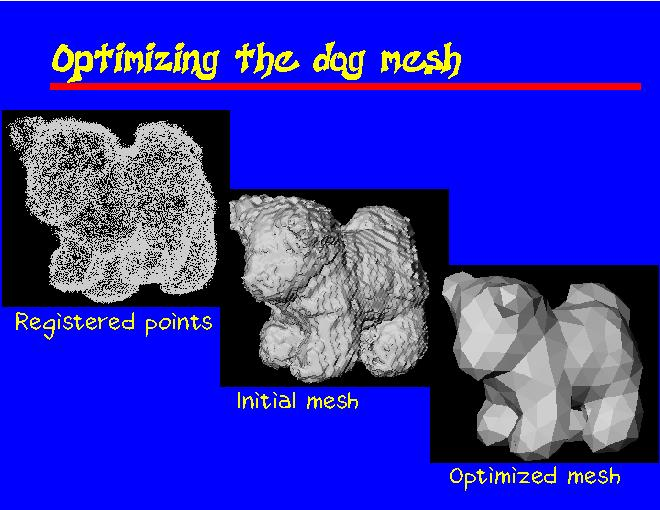 Optimizing the dog mesh
Registered points
Initial mesh
Optimized mesh